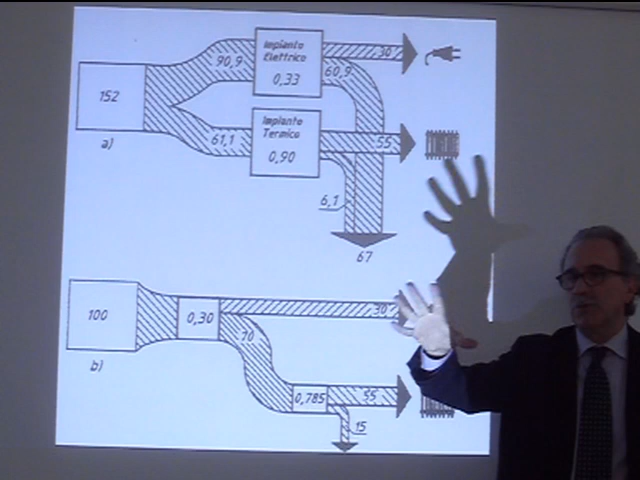 152
90,9
Impianto
Elettrico
0,33
30
60,9
61,1
Impianto
Termico
0,90
55
6,1
67
a)
100
0,30
30
70
0,785
55
15
b)